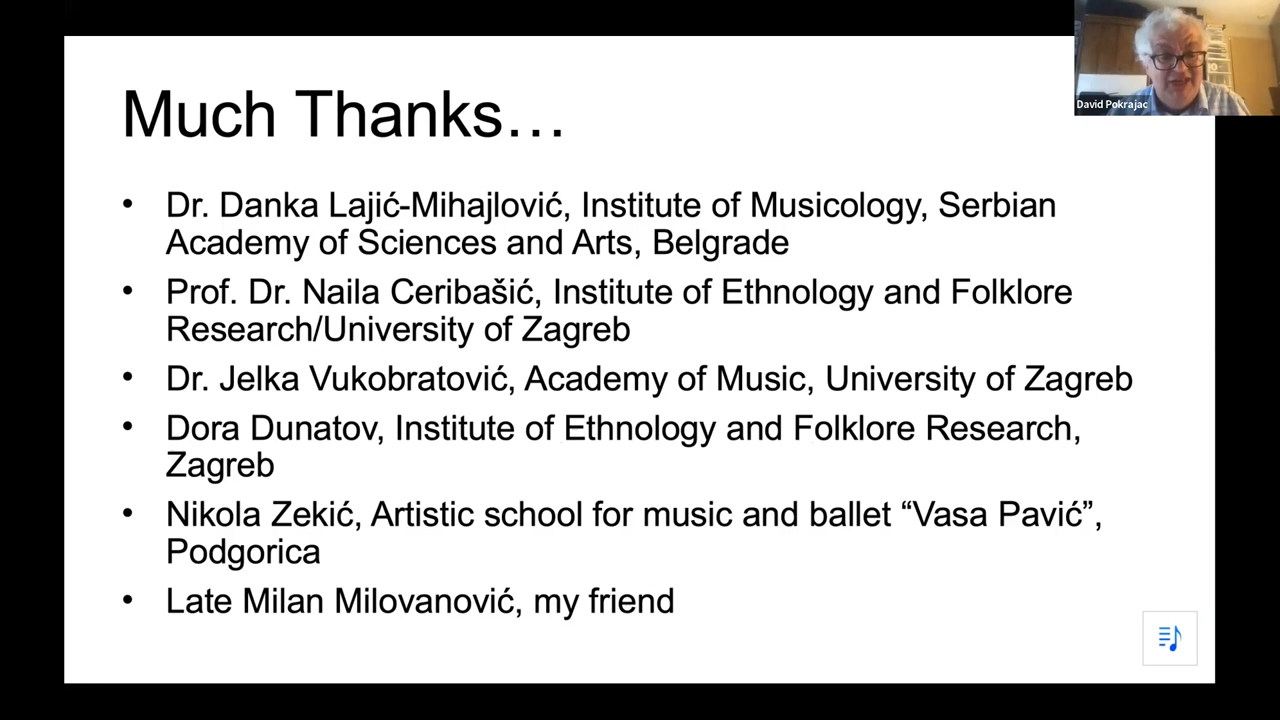 Much Thanks…
David Pokrajac
• Dr. Danka Lajić-Mihajlović, Institute of Musicology, Serbian
Academy of Sciences and Arts, Belgrade
• Prof. Dr. Naila Ceribašić, Institute of Ethnology and Folklore
Research/University of Zagreb
• Dr. Jelka Vukobratović, Academy of Music, University of Zagreb
• Dora Dunatov, Institute of Ethnology and Folklore Research,
Zagreb
• Nikola Zekić, Artistic school for music and ballet “Vasa Pavić”,
Podgorica
• Late Milan Milovanović, my friend